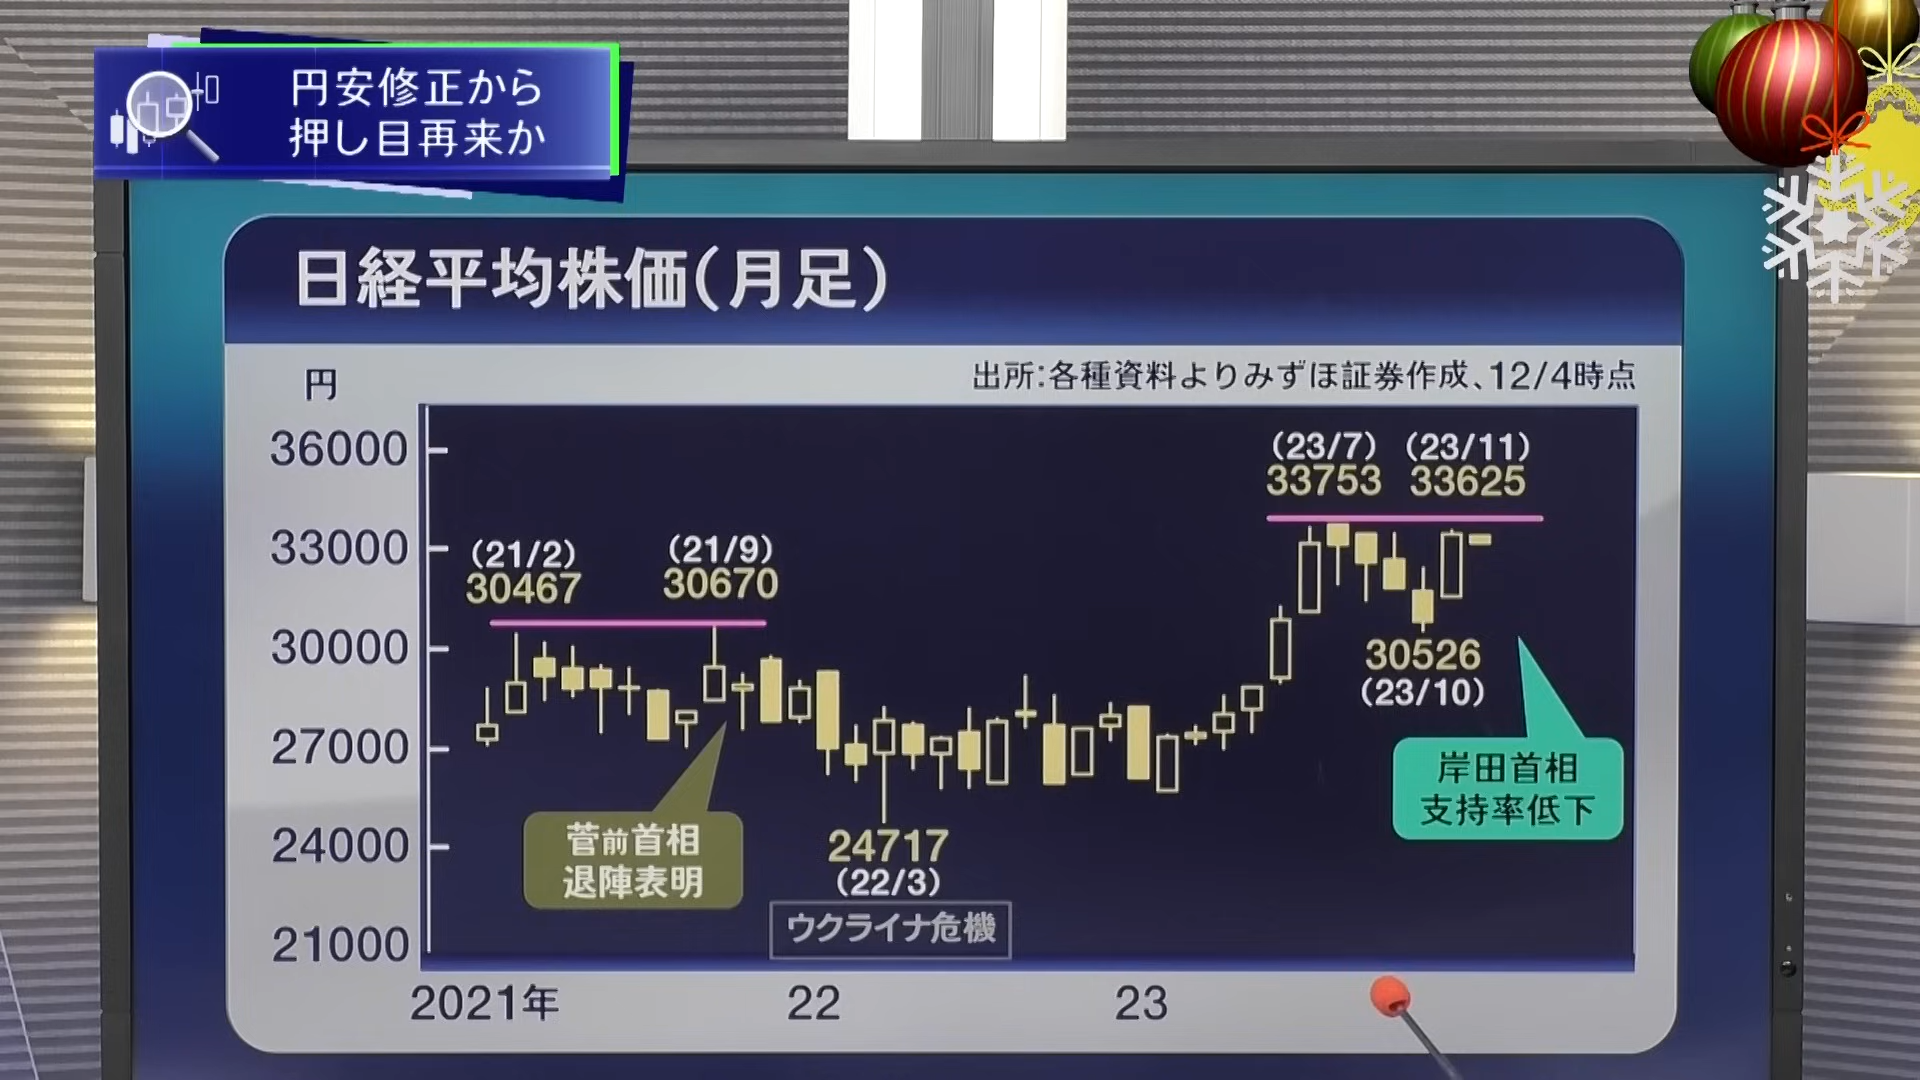 円安修正から
押し目再来か
日経平均株価(月足)
出所:各種資料よりみずほ証券作成、12/4時点
円
36000
33000
30000
27000
24000
21000
(21/2)
30467
(21/9)
30670
(23/7)
33753
(23/11)
33625
30526
(23/10)
岸田首相
支持率低下
菅前首相
退陣表明
24717
(22/3)
ウクライナ危機
2021年
22
23